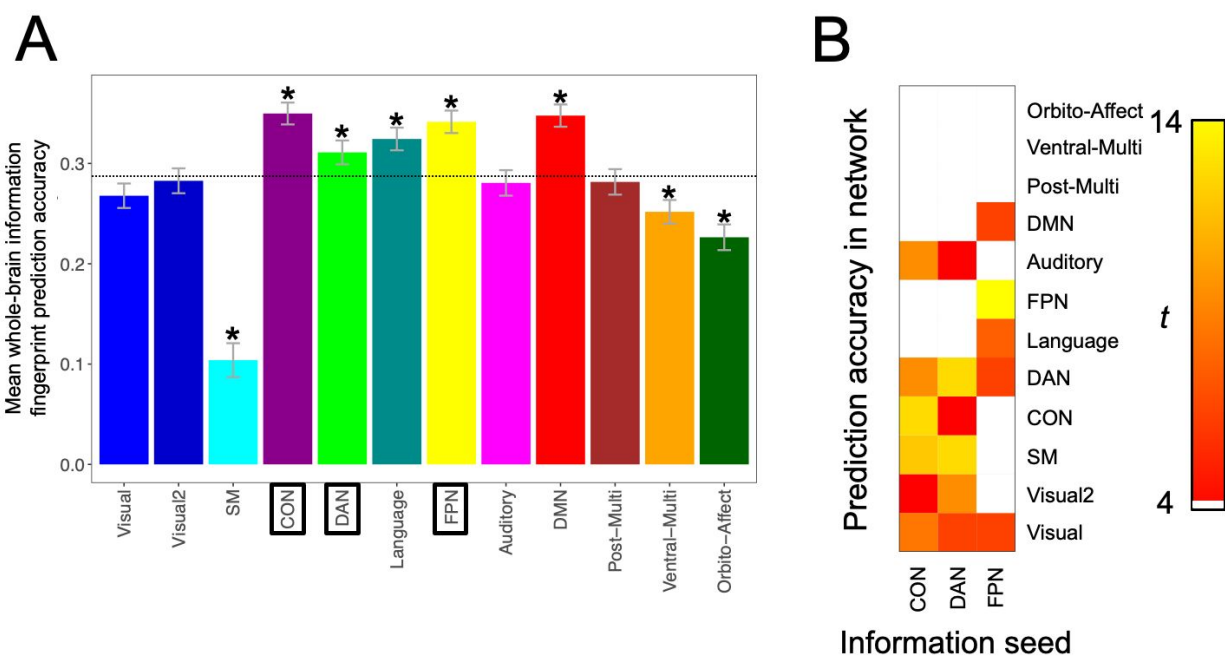 A
Mean whole-brain information
fingerprint prediction accuracy
0.3
0.2
0.1
0.0
*
*
*
*
*
*
*
*
Visual
Visual2
SM
CON
DAN
Language
FPN
Auditory
DMN
Post-Multi
Ventral-Multi
Orbito-Affect
B
Prediction accuracy in network
Orbito-Affect
Ventral-Multi
Post-Multi
DMN
Auditory
FPN
Language
DAN
CON
SM
Visual2
Visual
CON
DAN
FPN
Information seed
14
t
4